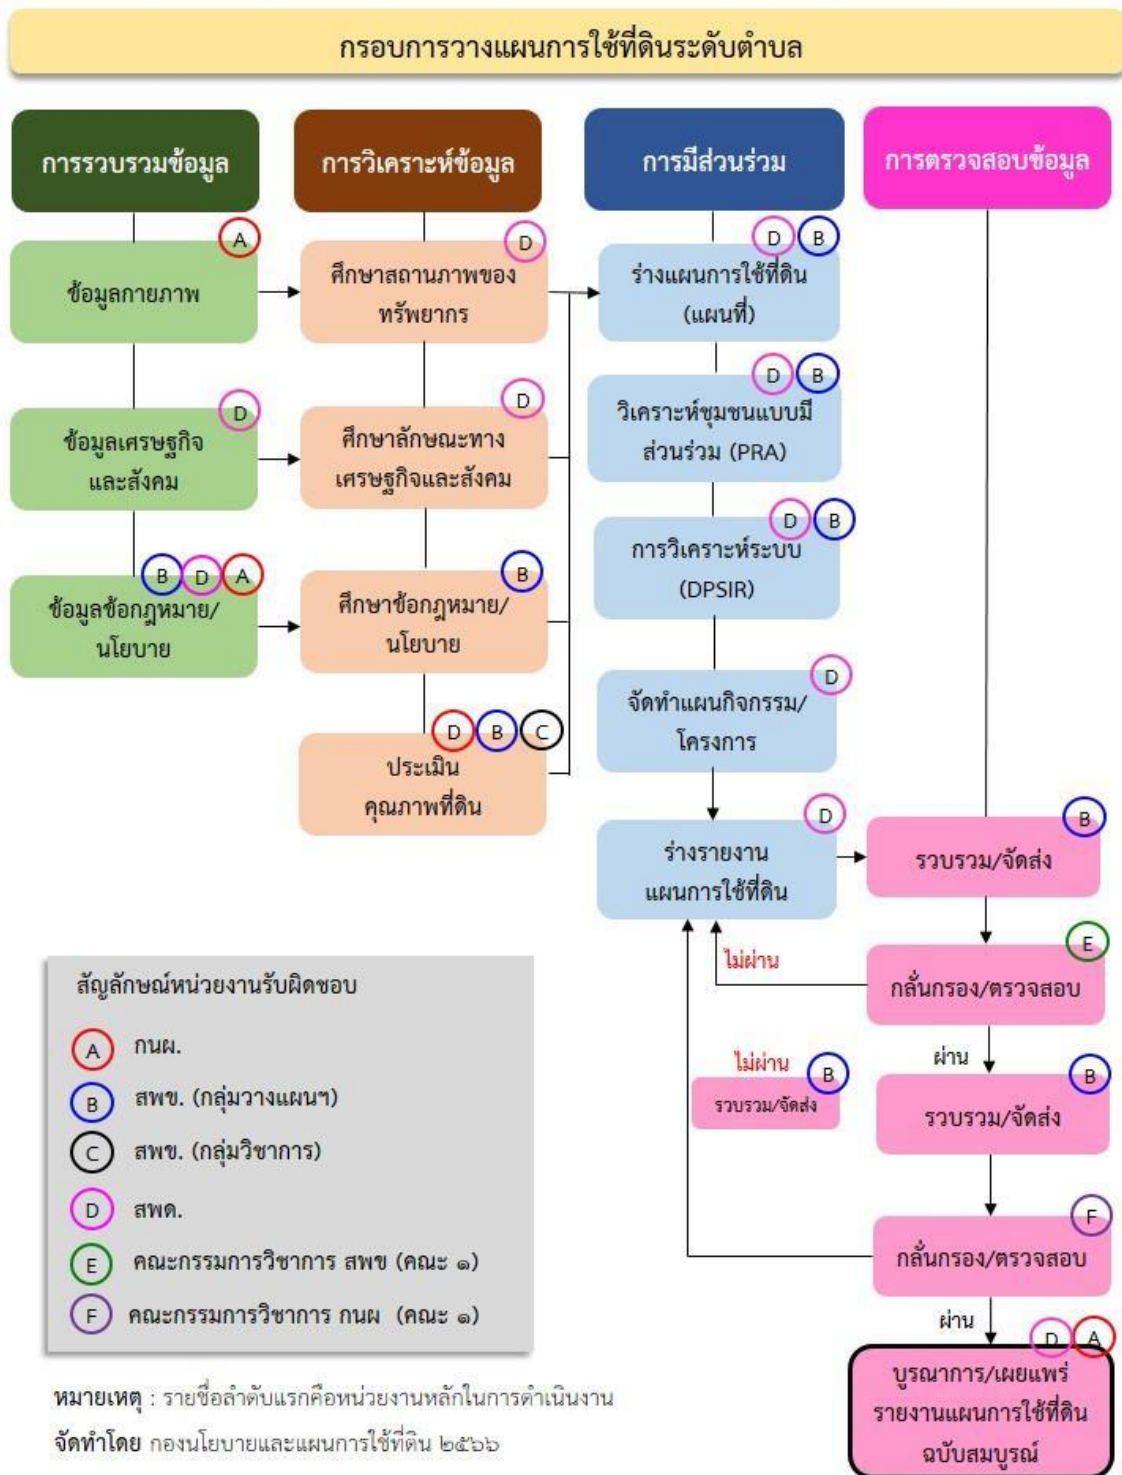 กรอบการวางแผนการใช้ที่ดินระดับตำบล
การรวบรวมข้อมูล
การวิเคราะห์ข้อมูล
การมีส่วนร่วม
การตรวจสอบข้อมูล
A
ข้อมูลกายภาพ
D
ข้อมูลเศรษฐกิจ
และสังคม
B D A
ข้อมูลข้อกฎหมาย/
นโยบาย
D
ศึกษาสถานภาพของ
ทรัพยากร
D
ศึกษาลักษณะทาง
เศรษฐกิจและสังคม
B
ศึกษาข้อกฎหมาย/
นโยบาย
D B C
ประเมิน
คุณภาพที่ดิน
D B
ร่างแผนการใช้ที่ดิน
(แผนที่)
D B
วิเคราะห์ชุมชนแบบมี
ส่วนร่วม (PRA)
D B
การวิเคราะห์ระบบ
(DPSIR)
D
จัดทำแผนกิจกรรม/
โครงการ
D
ร่างรายงาน
แผนการใช้ที่ดิน
B
รวบรวม/จัดส่ง
E
กลั่นกรอง/ตรวจสอบ
ไม่ผ่าน
ผ่าน
B
รวบรวม/จัดส่ง
ไม่ผ่าน
B
รวบรวม/จัดส่ง
F
กลั่นกรอง/ตรวจสอบ
ผ่าน
D A
บูรณาการ/เผยแพร่
รายงานแผนการใช้ที่ดิน
ฉบับสมบูรณ์
สัญลักษณ์หน่วยงานรับผิดชอบ
A กนผ.
B สพข. (กลุ่มวางแผนฯ)
C สพข. (กลุ่มวิชาการ)
D สพด.
E คณะกรรมการวิชาการ สพข (คณะ ๑)
F คณะกรรมการวิชาการ กนผ (คณะ ๑)
หมายเหตุ : รายชื่อลำดับแรกคือหน่วยงานหลักในการดำเนินงาน
จัดทำโดย กองนโยบายและแผนการใช้ที่ดิน ๒๕๖๖